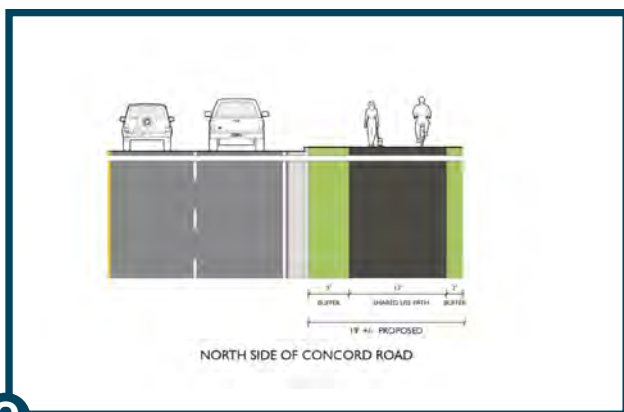 5' 12' 2'
BUFFER SHARED USE PATH BUFFER
19' +/- PROPOSED
NORTH SIDE OF CONCORD ROAD